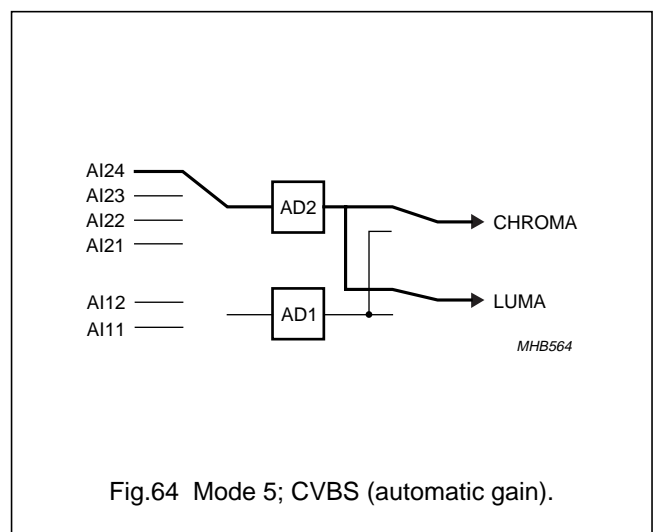 AI24
AI23
AI22
AI21
AD2
CHROMA
AI12
AI11
AD1
LUMA
MHB564
Fig.64 Mode 5; CVBS (automatic gain).